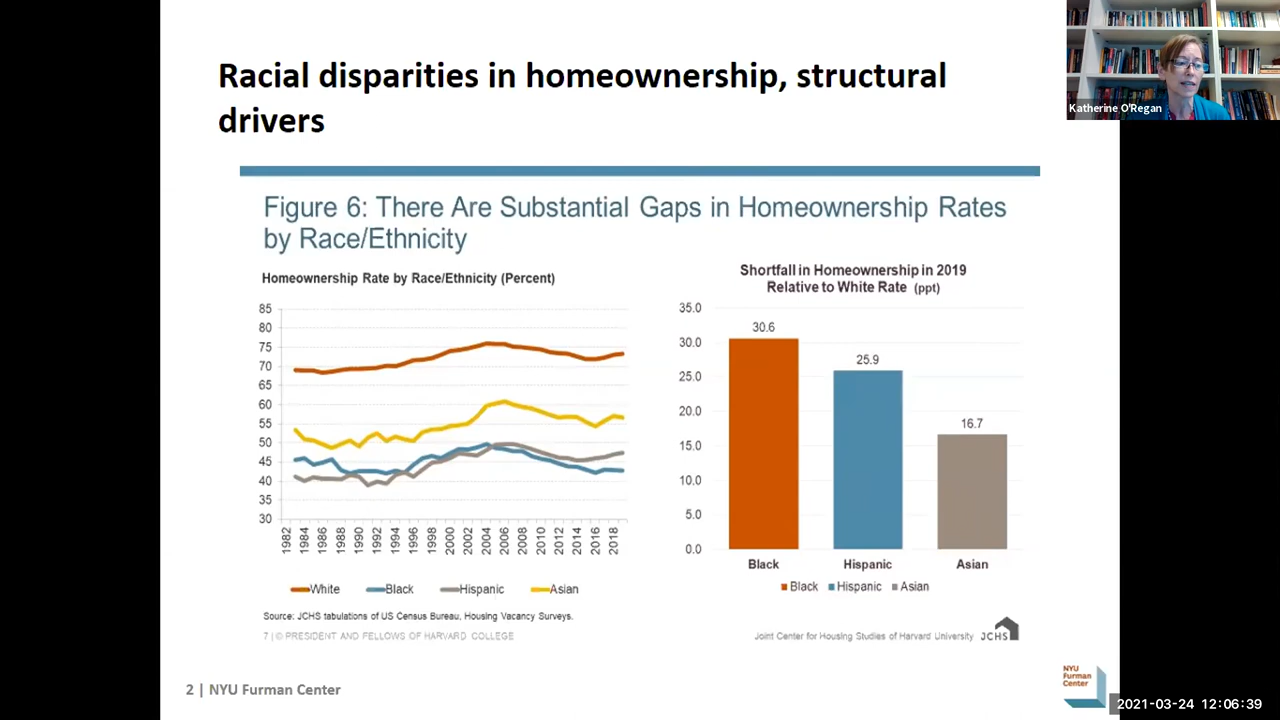 Racial disparities in homeownership, structural
drivers
Katherine O'Regan
Figure 6: There Are Substantial Gaps in Homeownership Rates
by Race/Ethnicity
Homeownership Rate by Race/Ethnicity (Percent)
85
80
75
70
65
60
55
50
45
40
35
30
1982
1984
1986
1988
1990
1992
1994
1996
1998
2000
2002
2004
2006
2008
2010
2012
2014
2016
2018
White Black Hispanic Asian
Shortfall in Homeownership in 2019
Relative to White Rate (ppt)
35.0
30.0
25.0
20.0
15.0
10.0
5.0
0.0
30.6
25.9
16.7
Black Hispanic Asian
Black Hispanic Asian
Source: JCHS tabulations of US Census Bureau, Housing Vacancy Surveys.
7 | © PRESIDENT AND FELLOWS OF HARVARD COLLEGE
Joint Center for Housing Studies of Harvard University JCHS
2 | NYU Furman Center
NYU
Furman
Center
2021-03-24 12:06:39